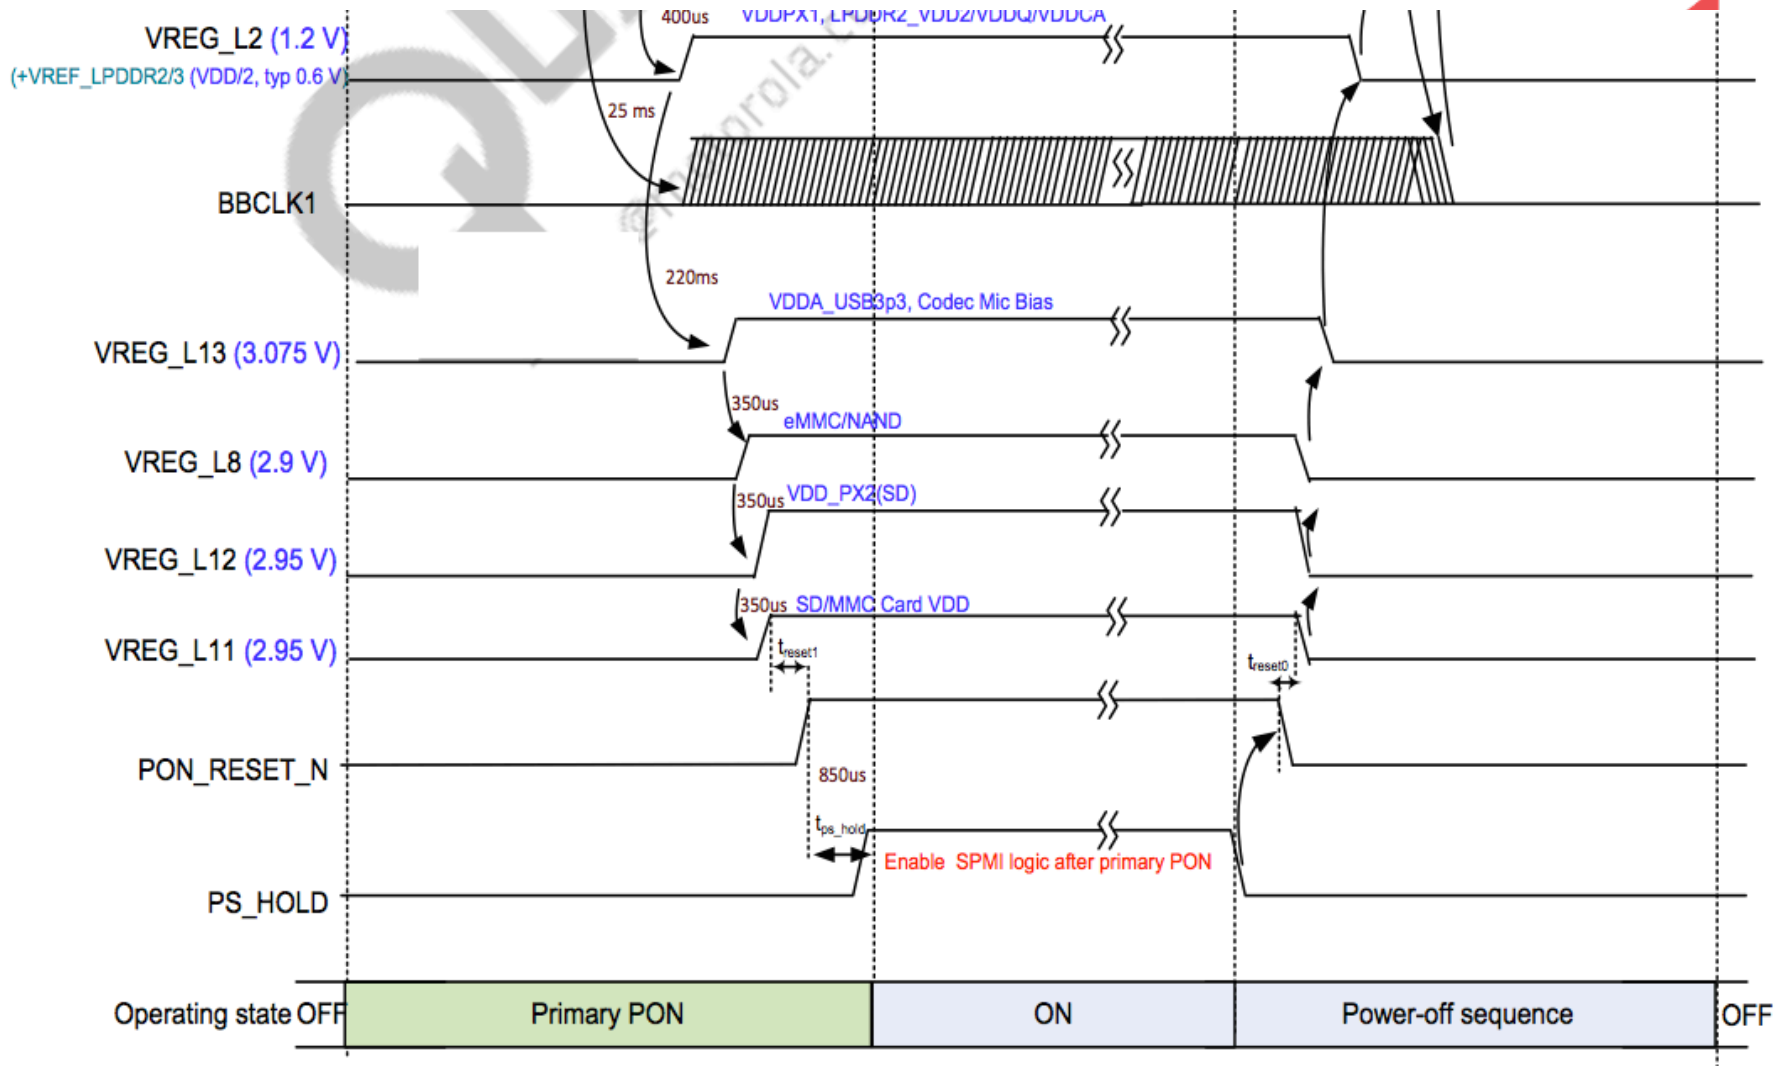 400us
VDDPX1, LPDDR2_VDD2/VDDQ/VDDCA
VREG_L2 (1.2 V)
(+VREF_LPDDR2/3 (VDD/2, typ 0.6 V)
25 ms
BBCLK1
220ms
VDDA_USB3p3, Codec Mic Bias
VREG_L13 (3.075 V)
350us
eMMC/NAND
VREG_L8 (2.9 V)
350us VDD_PX2(SD)
VREG_L12 (2.95 V)
350us SD/MMC Card VDD
VREG_L11 (2.95 V)
treset1
treset0
PON_RESET_N
850us
tps_hold
Enable SPMI logic after primary PON
PS_HOLD
Operating state OFF Primary PON ON Power-off sequence OFF